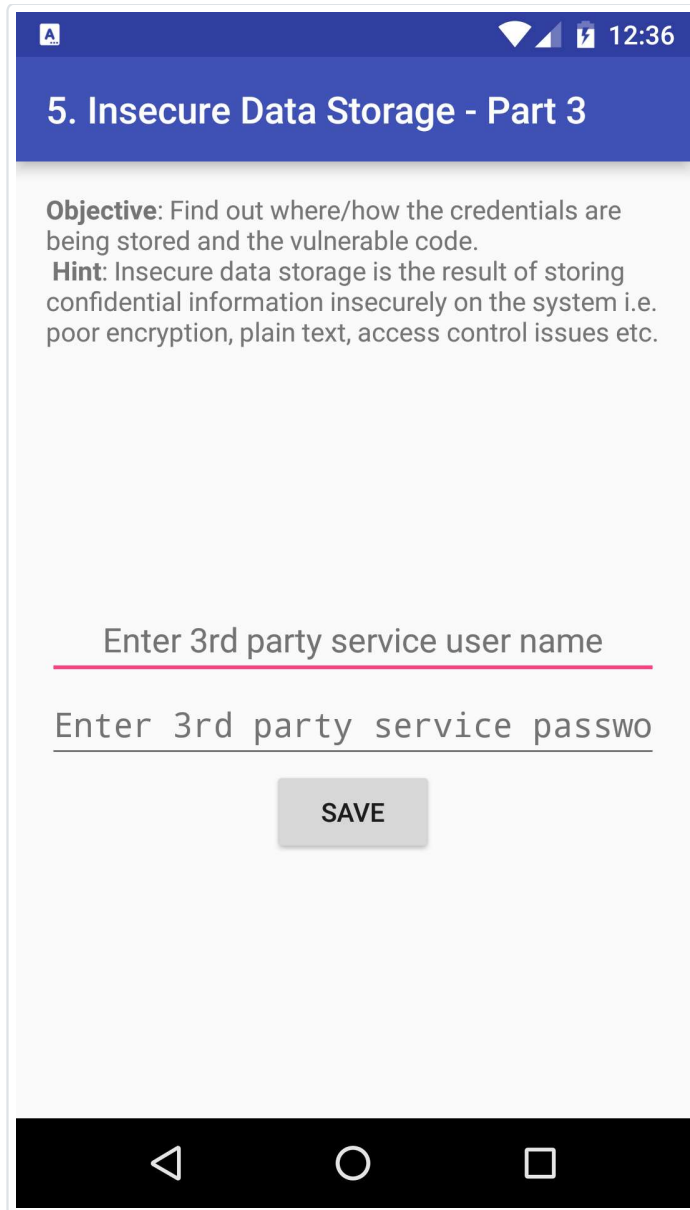 A
12:36
5. Insecure Data Storage - Part 3
Objective: Find out where/how the credentials are
being stored and the vulnerable code.
Hint: Insecure data storage is the result of storing
confidential information insecurely on the system i.e.
poor encryption, plain text, access control issues etc.
Enter 3rd party service user name
Enter 3rd party service passwo
SAVE